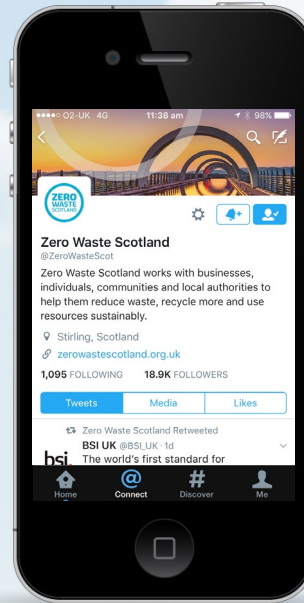 O2-UK 4G 11:38 am 98%
ZERO
WASTE
SCOTLAND
Zero Waste Scotland
@ZeroWasteScot
Zero Waste Scotland works with businesses,
individuals, communities and local authorities to
help them reduce waste, recycle more and use
resources sustainably.
Stirling, Scotland
zerowastescotland.org.uk
1,095 FOLLOWING 18.9K FOLLOWERS
Tweets Media Likes
Zero Waste Scotland Retweeted
BSI UK @BSI_UK · 1d
bsi. The world's first standard for
Home Connect Discover Me